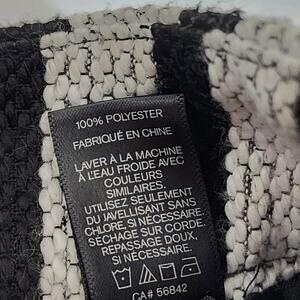 100% POLYESTER
FABRIQUÉ EN CHINE
LAVER À LA MACHINE
À L'EAU FROIDE AVEC
COULEURS
SIMILAIRES.
UTILISEZ SEULEMENT
DU JAVELLISANT SANS
CHLORE, SI NÉCESSAIRE.
SÉCHAGE SUR CORDE.
REPASSAGE DOUX,
SI NÉCESSAIRE.
CA# 56842